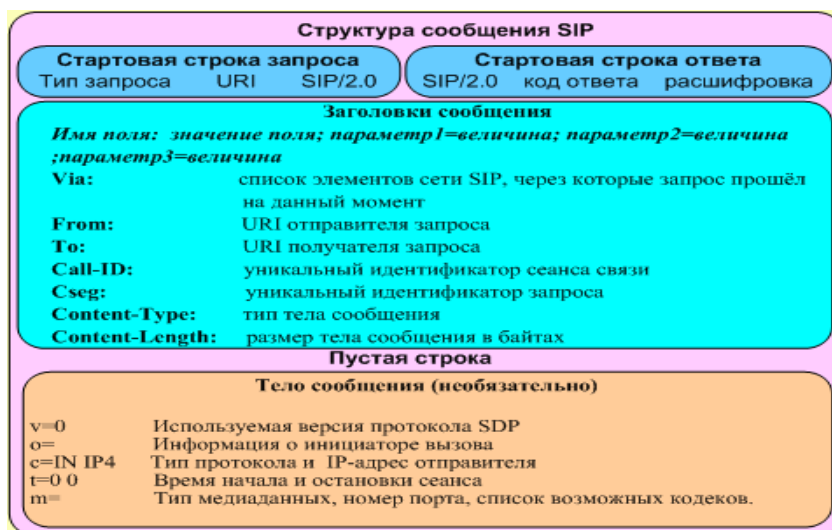 Структура сообщения SIP
Стартовая строка запроса
Тип запроса URI SIP/2.0
Стартовая строка ответа
SIP/2.0 код ответа расшифровка
Заголовки сообщения
Имя поля: значение поля; параметр1=величина; параметр2=величина
;параметр3=величина
Via: список элементов сети SIP, через которые запрос прошёл
на данный момент
From: URI отправителя запроса
To: URI получателя запроса
Call-ID: уникальный идентификатор сеанса связи
Cseg: уникальный идентификатор запроса
Content-Type: тип тела сообщения
Content-Length: размер тела сообщения в байтах
Пустая строка
Тело сообщения (необязательно)
v=0 Используемая версия протокола SDP
o= Информация о инициаторе вызова
c=IN IP4 Тип протокола и IP-адрес отправителя
t=0 0 Время начала и остановки сеанса
m= Тип медиаданных, номер порта, список возможных кодеков.